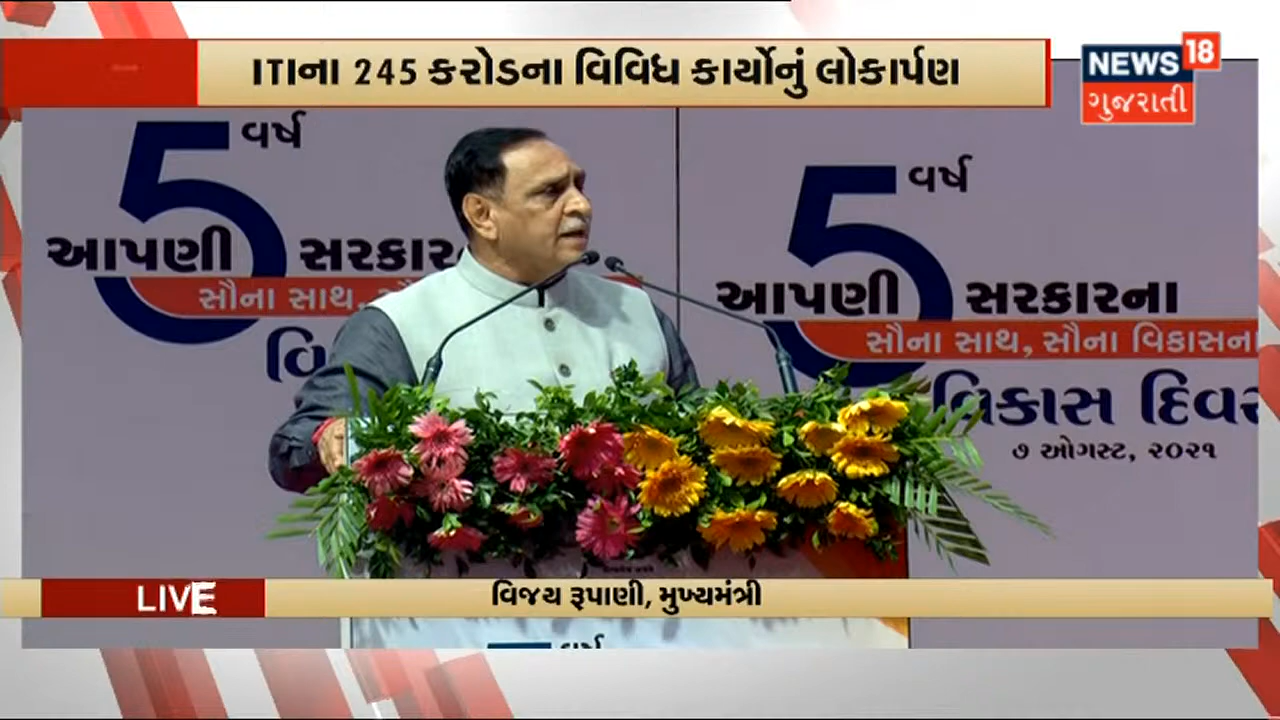 ITIના 245 કરોડના વિવિધ કાર્યોનું લોકાર્પણ
NEWS 18
ગુજરાતી
5 વર્ષ
આપણી
સૌના સાથ,
5 વર્ષ
આપણી સરકારના
સૌના સાથ, સૌના વિકાસના
વિકાસ
૭ ઓગસ્ટ, ૨૦૨૧
LIVE
વિજય રૂપાણી, મુખ્યમંત્રી